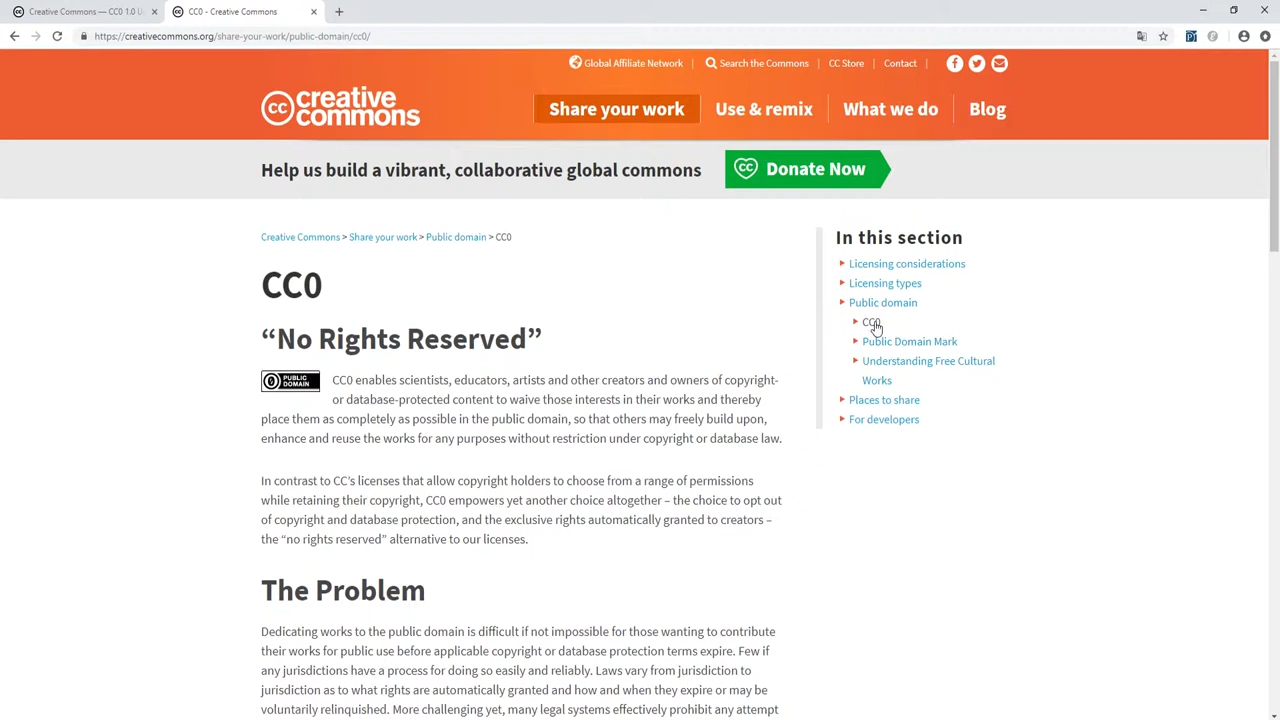 Creative Commons — CC0 1.0 U
CC0 - Creative Commons
https://creativecommons.org/share-your-work/public-domain/cc0/
Global Affiliate Network
Search the Commons
CC Store
Contact
cc creative commons
Share your work
Use & remix
What we do
Blog
Help us build a vibrant, collaborative global commons
Donate Now
Creative Commons > Share your work > Public domain > CC0
CC0
“No Rights Reserved”
PUBLIC DOMAIN
CC0 enables scientists, educators, artists and other creators and owners of copyright-
or database-protected content to waive those interests in their works and thereby
place them as completely as possible in the public domain, so that others may freely build upon,
enhance and reuse the works for any purposes without restriction under copyright or database law.
In contrast to CC’s licenses that allow copyright holders to choose from a range of permissions
while retaining their copyright, CC0 empowers yet another choice altogether – the choice to opt out
of copyright and database protection, and the exclusive rights automatically granted to creators –
the “no rights reserved” alternative to our licenses.
The Problem
Dedicating works to the public domain is difficult if not impossible for those wanting to contribute
their works for public use before applicable copyright or database protection terms expire. Few if
any jurisdictions have a process for doing so easily and reliably. Laws vary from jurisdiction to
jurisdiction as to what rights are automatically granted and how and when they expire or may be
voluntarily relinquished. More challenging yet, many legal systems effectively prohibit any attempt
In this section
Licensing considerations
Licensing types
Public domain
CC0
Public Domain Mark
Understanding Free Cultural
Works
Places to share
For developers